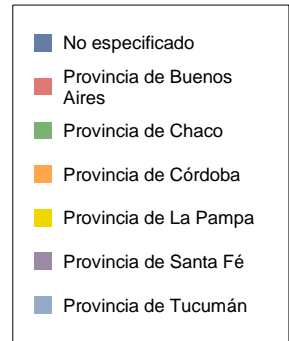 No especificado
Provincia de Buenos
Aires
Provincia de Chaco
Provincia de Córdoba
Provincia de La Pampa
Provincia de Santa Fé
Provincia de Tucumán